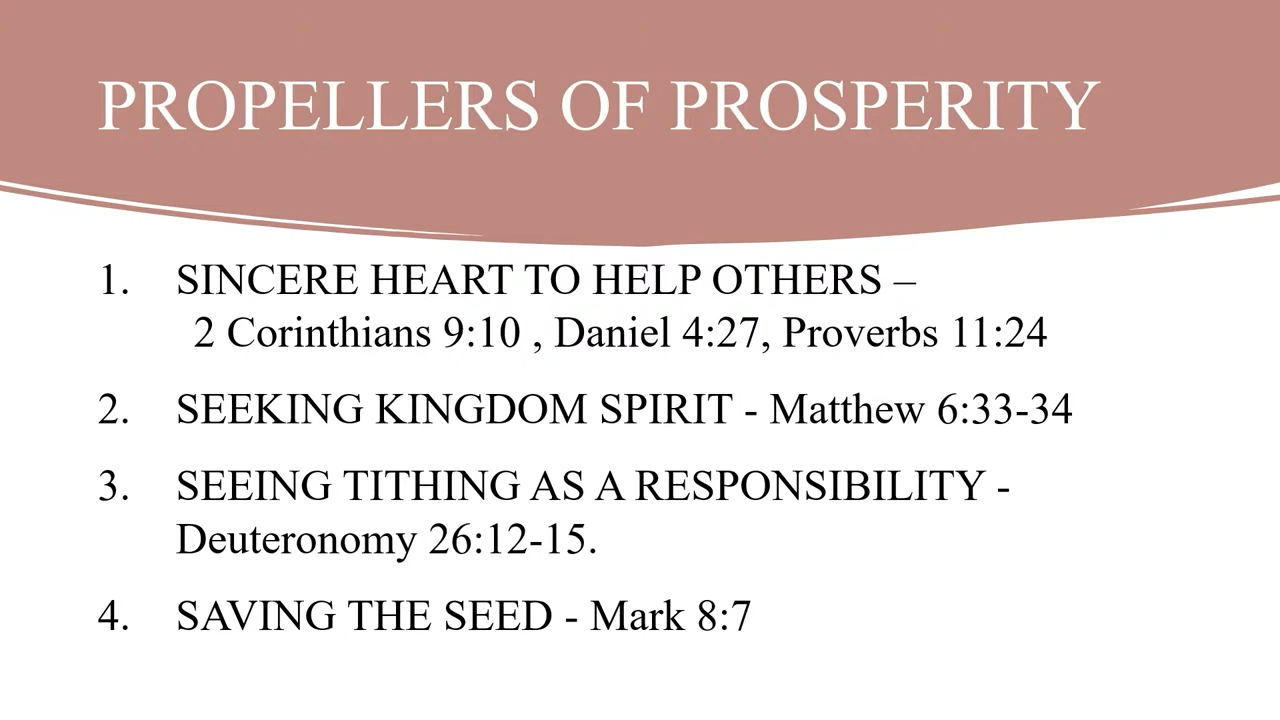 PROPELLERS OF PROSPERITY
1. SINCERE HEART TO HELP OTHERS –
2 Corinthians 9:10 , Daniel 4:27, Proverbs 11:24
2. SEEKING KINGDOM SPIRIT - Matthew 6:33-34
3. SEEING TITHING AS A RESPONSIBILITY -
Deuteronomy 26:12-15.
4. SAVING THE SEED - Mark 8:7